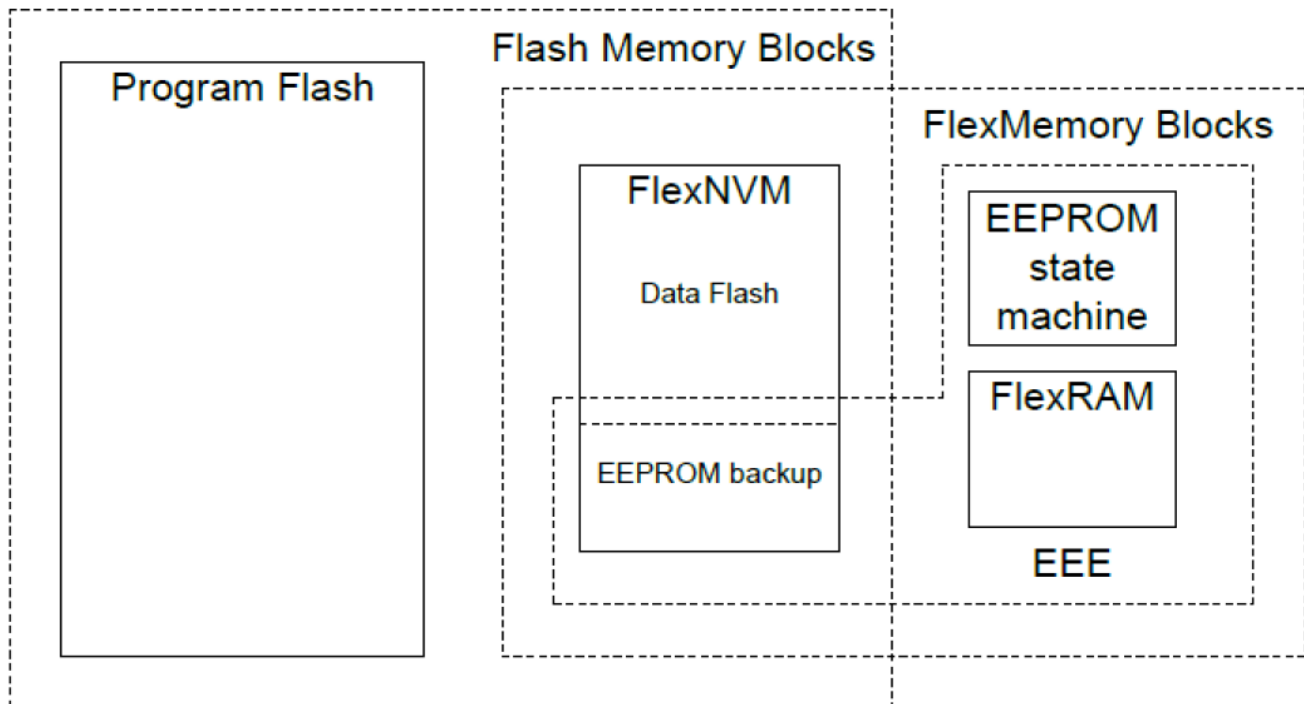 Flash Memory Blocks
Program Flash
FlexMemory Blocks
FlexNVM
Data Flash
EEPROM backup
EEPROM
state
machine
FlexRAM
EEE